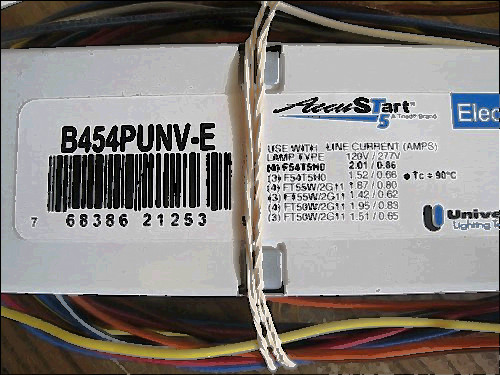 B454PUNV-E
7 68386 21253
AccuSTart™
5 A Triad® Brand
Elec
USE WITH LINE CURRENT (AMPS)
LAMP TYPE 120V / 277V
(4) F54T5HO 2.01 / 0.86
(3) F54T5HO 1.52 / 0.66
(4) FT55W/2G11 1.87 / 0.80
(3) FT55W/2G11 1.42 / 0.62
(4) FT50W/2G11 1.95 / 0.83
(3) FT50W/2G11 1.51 / 0.65
Tc = 90°C
Unive
Lighting Te